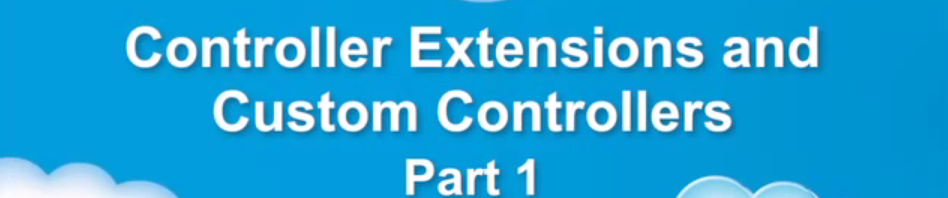 Controller Extensions and
Custom Controllers
Part 1